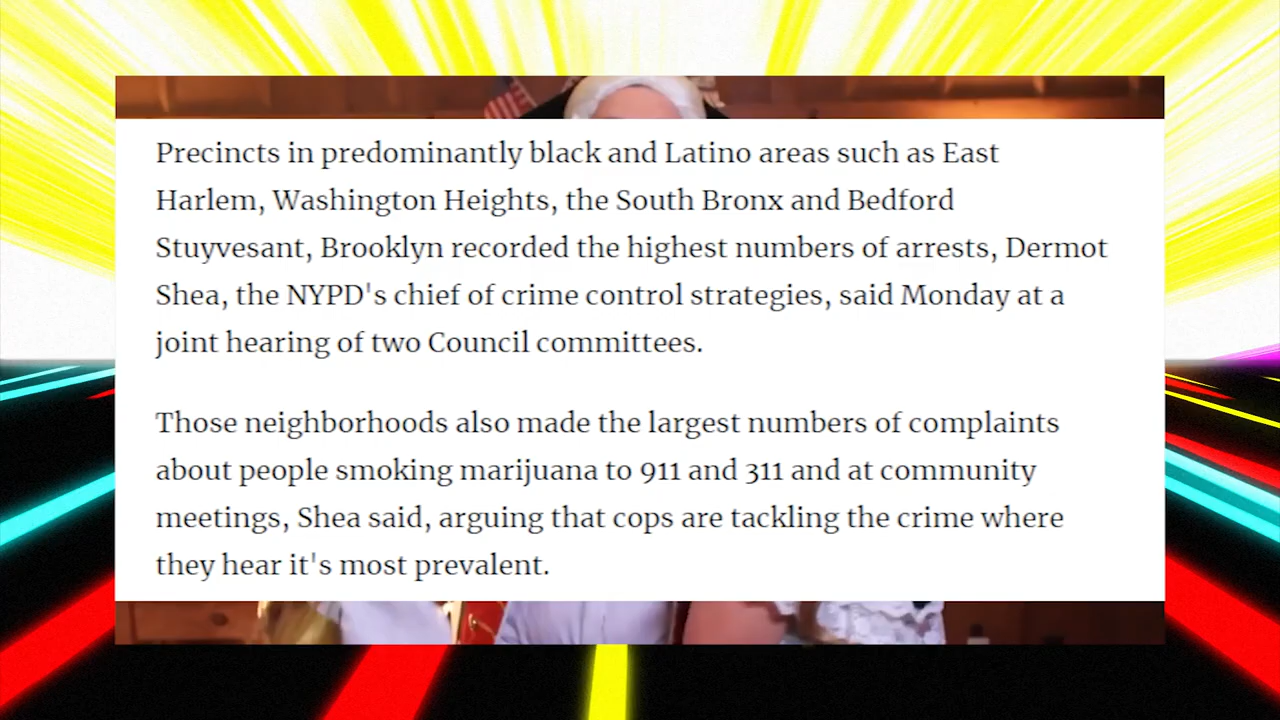 Precincts in predominantly black and Latino areas such as East
Harlem, Washington Heights, the South Bronx and Bedford
Stuyvesant, Brooklyn recorded the highest numbers of arrests, Dermot
Shea, the NYPD's chief of crime control strategies, said Monday at a
joint hearing of two Council committees.
Those neighborhoods also made the largest numbers of complaints
about people smoking marijuana to 911 and 311 and at community
meetings, Shea said, arguing that cops are tackling the crime where
they hear it's most prevalent.